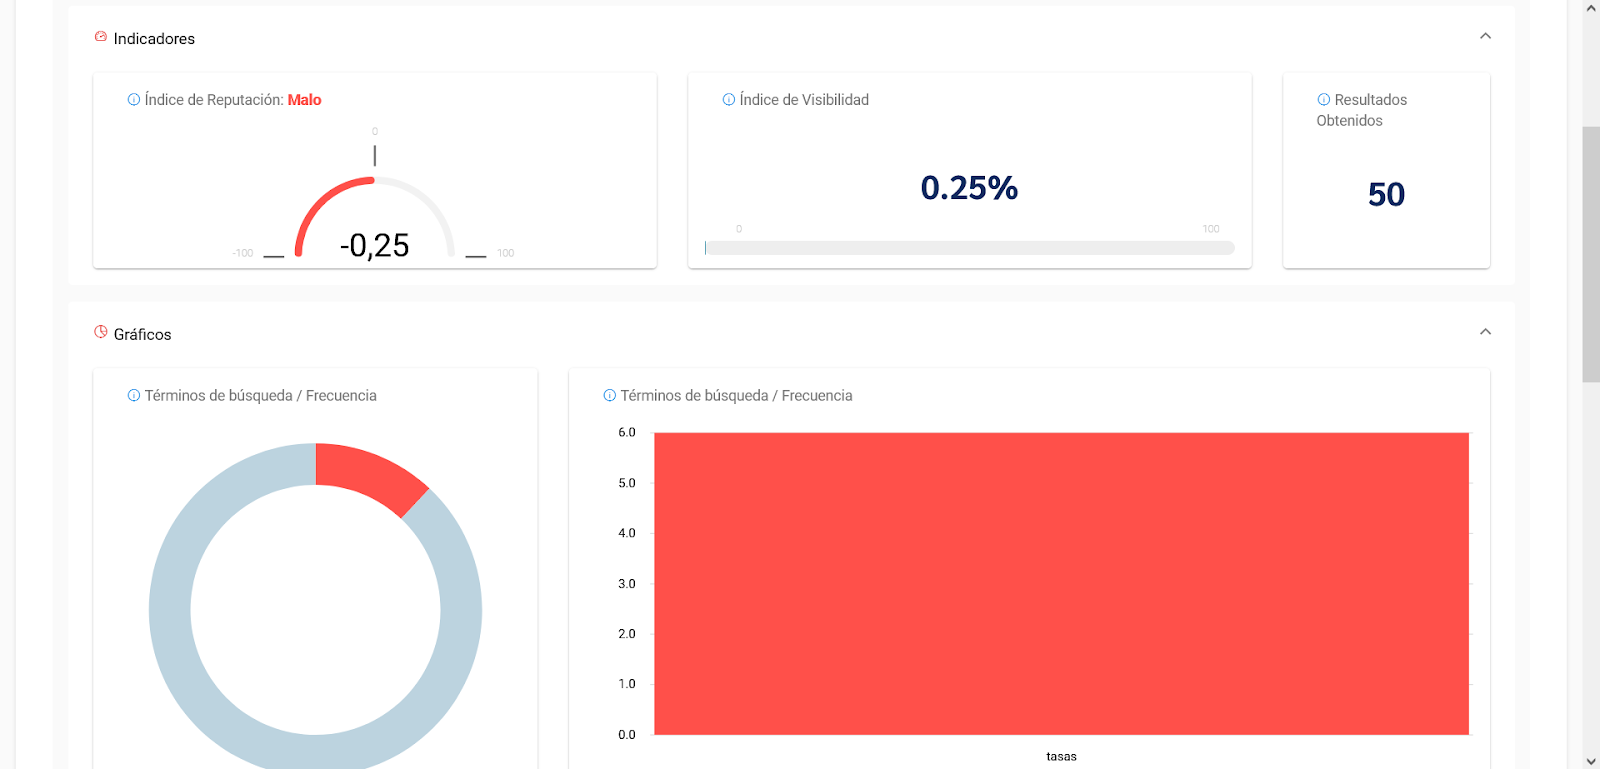 Indicadores
Índice de Reputación: Malo
0
-100
-0,25
100
Índice de Visibilidad
0.25%
0
100
Resultados
Obtenidos
50
Gráficos
Términos de búsqueda / Frecuencia
Términos de búsqueda / Frecuencia
6.0
5.0
4.0
3.0
2.0
1.0
0.0
tasas